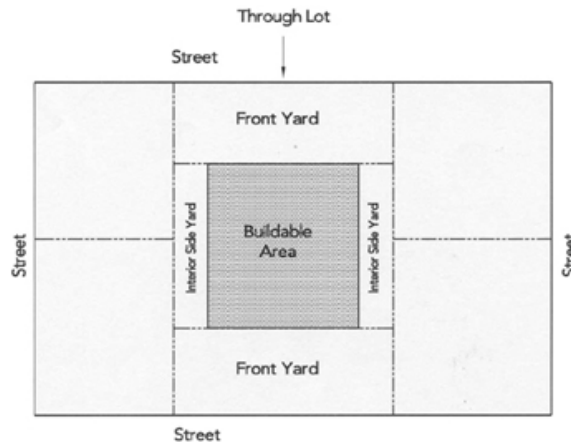 Through Lot
Street
Front Yard
Street
Interior Side Yard
Buildable
Area
Interior Side Yard
Street
Front Yard
Street